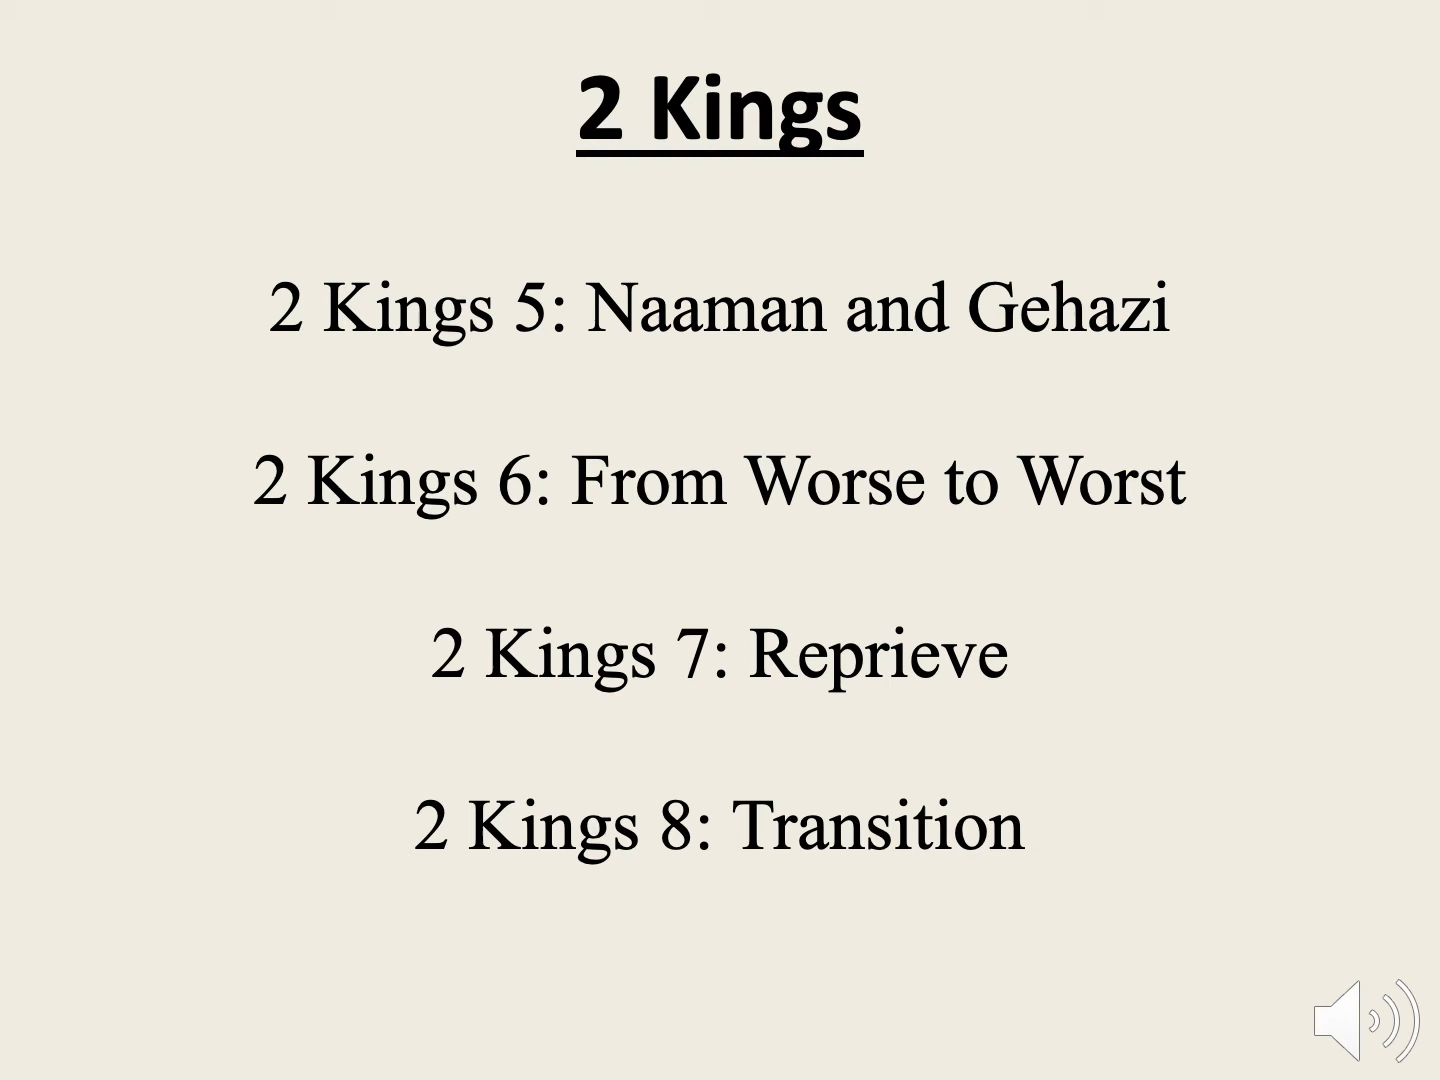 2 Kings
2 Kings 5: Naaman and Gehazi
2 Kings 6: From Worse to Worst
2 Kings 7: Reprieve
2 Kings 8: Transition